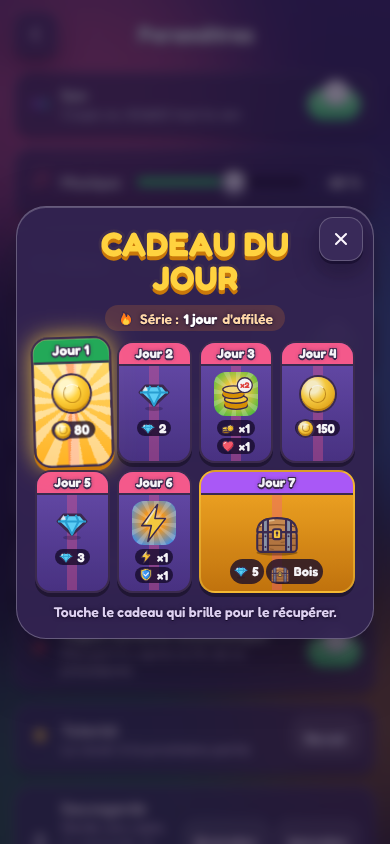 CADEAU DU
JOUR
Série : 1 jour d'affilée
Jour 1
80
Jour 2
2
Jour 3
x2
x1
x1
Jour 4
150
Jour 5
3
Jour 6
x1
x1
Jour 7
5
Bois
Touche le cadeau qui brille pour le récupérer.